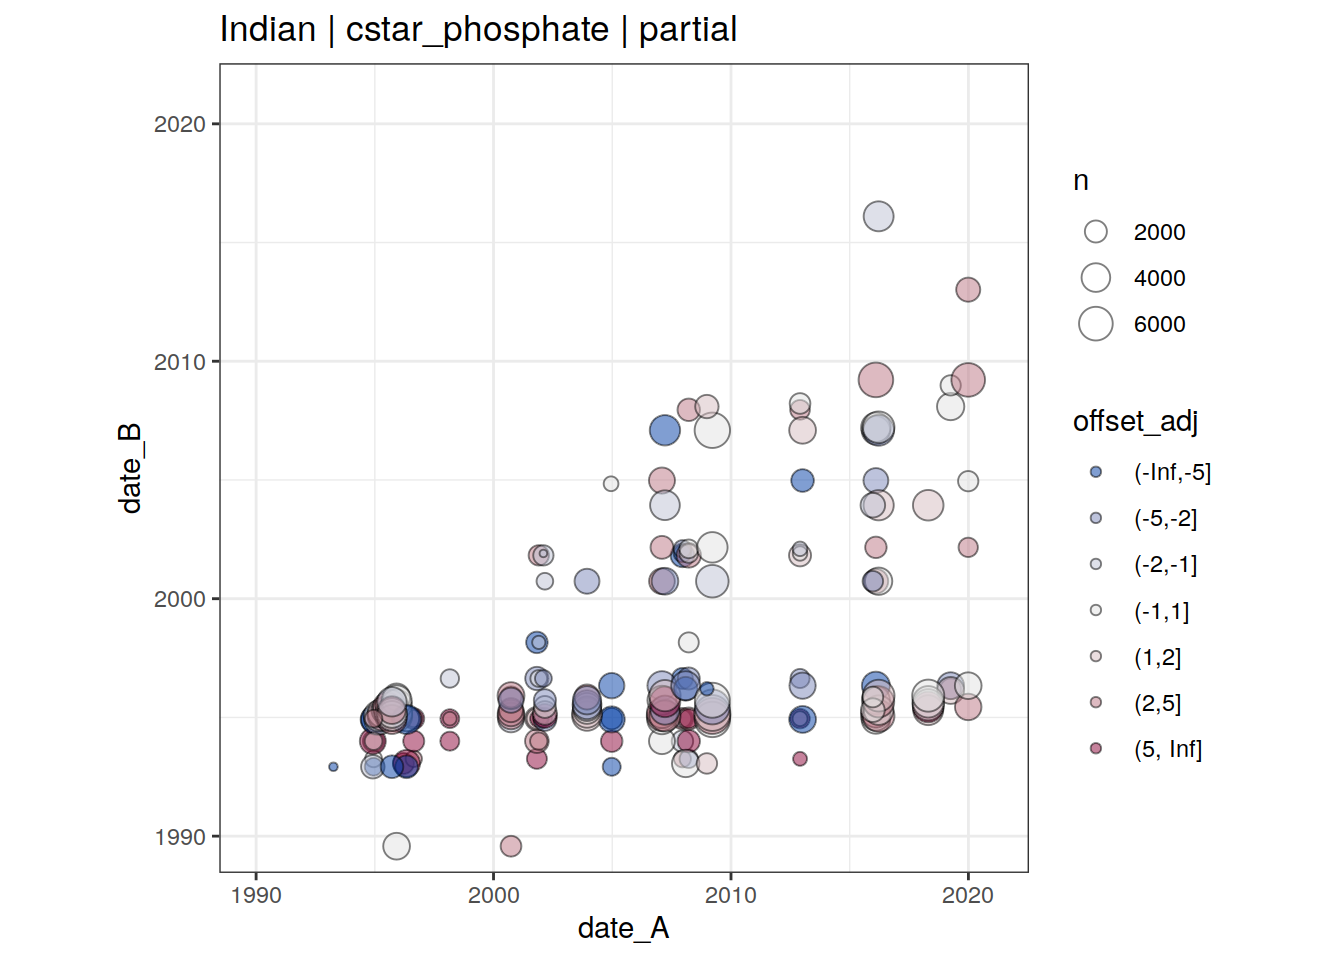 Indian | cstar_phosphate | partial
2020
2010
2000
1990
date_B
1990
2000
2010
2020
date_A
n
2000
4000
6000
offset_adj
(-Inf,-5]
(-5,-2]
(-2,-1]
(-1,1]
(1,2]
(2,5]
(5, Inf]